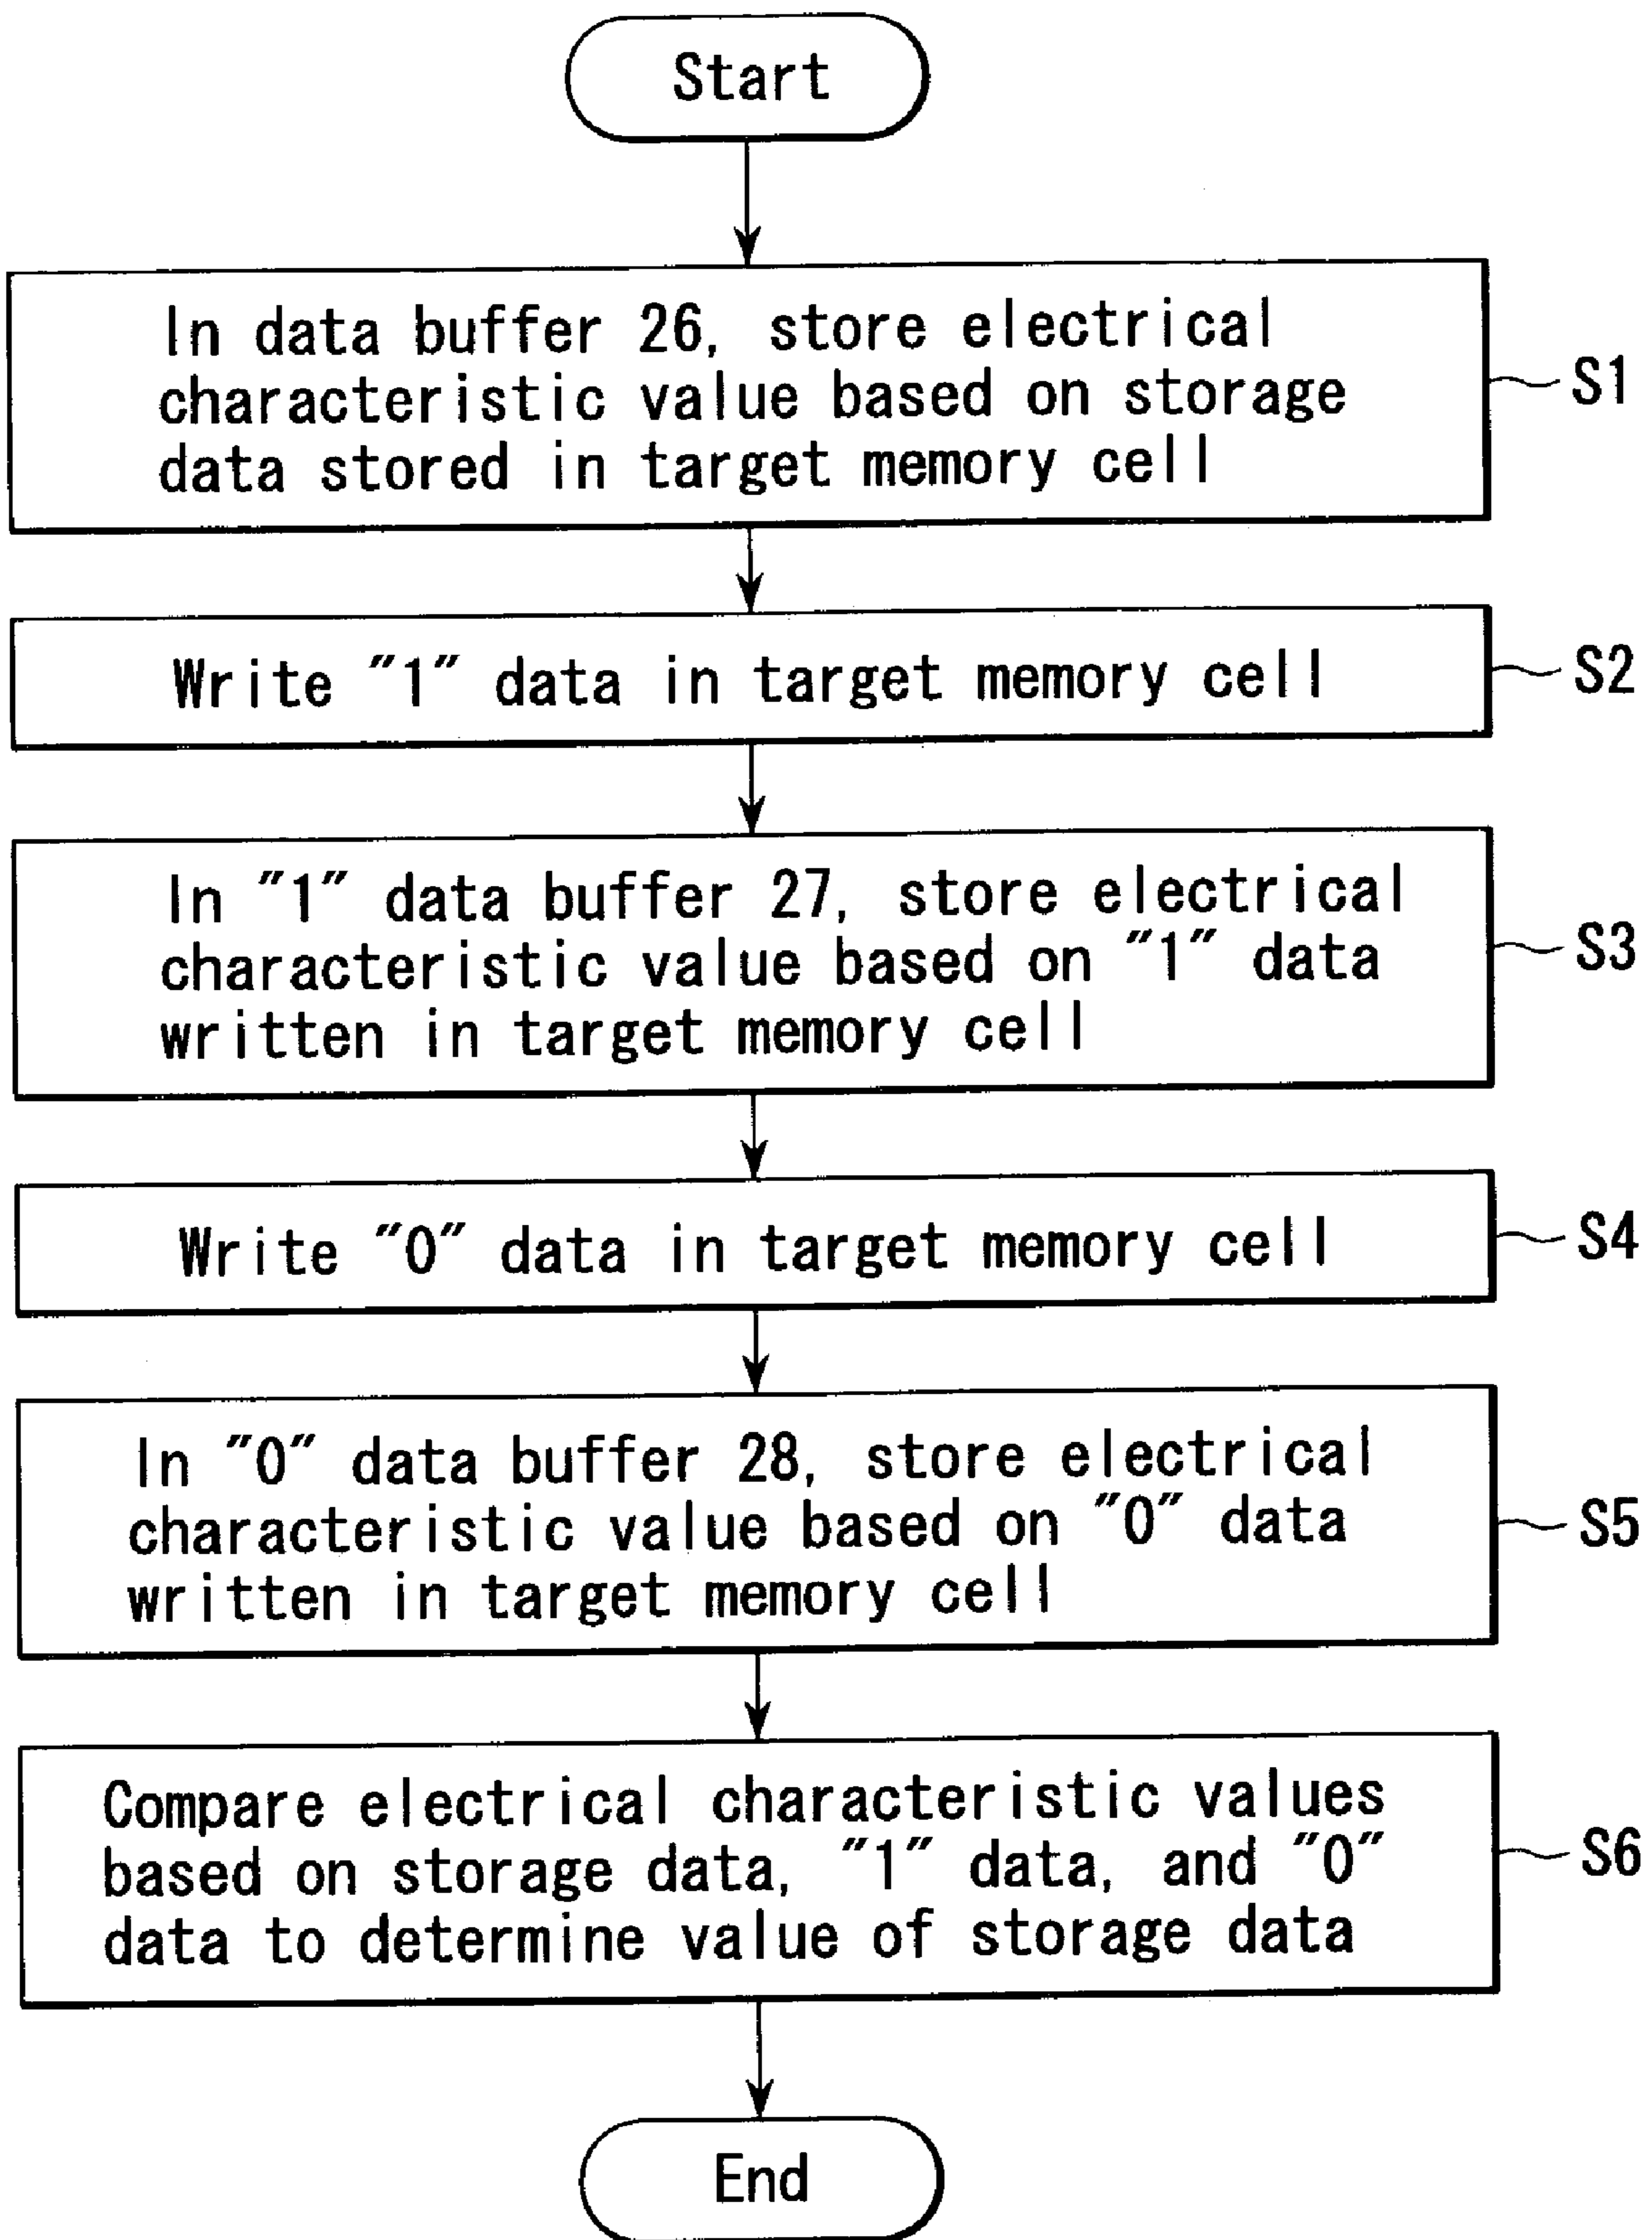 Start
In data buffer 26, store electrical
characteristic value based on storage
data stored in target memory cell
S1
Write "1" data in target memory cell
S2
In "1" data buffer 27, store electrical
characteristic value based on "1" data
written in target memory cell
S3
Write "0" data in target memory cell
S4
In "0" data buffer 28, store electrical
characteristic value based on "0" data
written in target memory cell
S5
Compare electrical characteristic values
based on storage data, "1" data, and "0"
data to determine value of storage data
S6
End